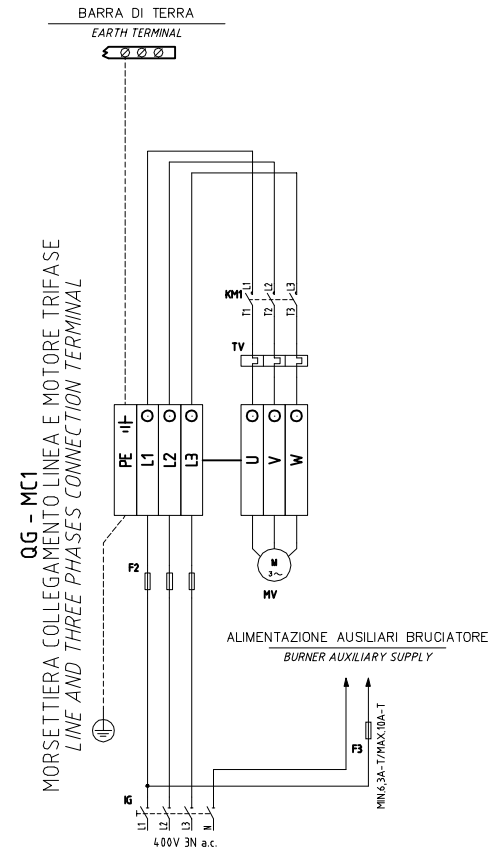 BARRA DI TERRA
EARTH TERMINAL
QG - MC1
MORSETTIERA COLLEGAMENTO LINEA E MOTORE TRIFASE
LINE AND THREE PHASES CONNECTION TERMINAL
KM1
L1 L2 L3
T1 T2 T3
TV
PE L1 L2 L3 U V W
F2
M
3~
MV
ALIMENTAZIONE AUSILIARI BRUCIATORE
BURNER AUXILIARY SUPPLY
F3
MIN.6,3A-T/MAX.10A-T
IG
L1 L2 L3 N
400V 3N a.c.